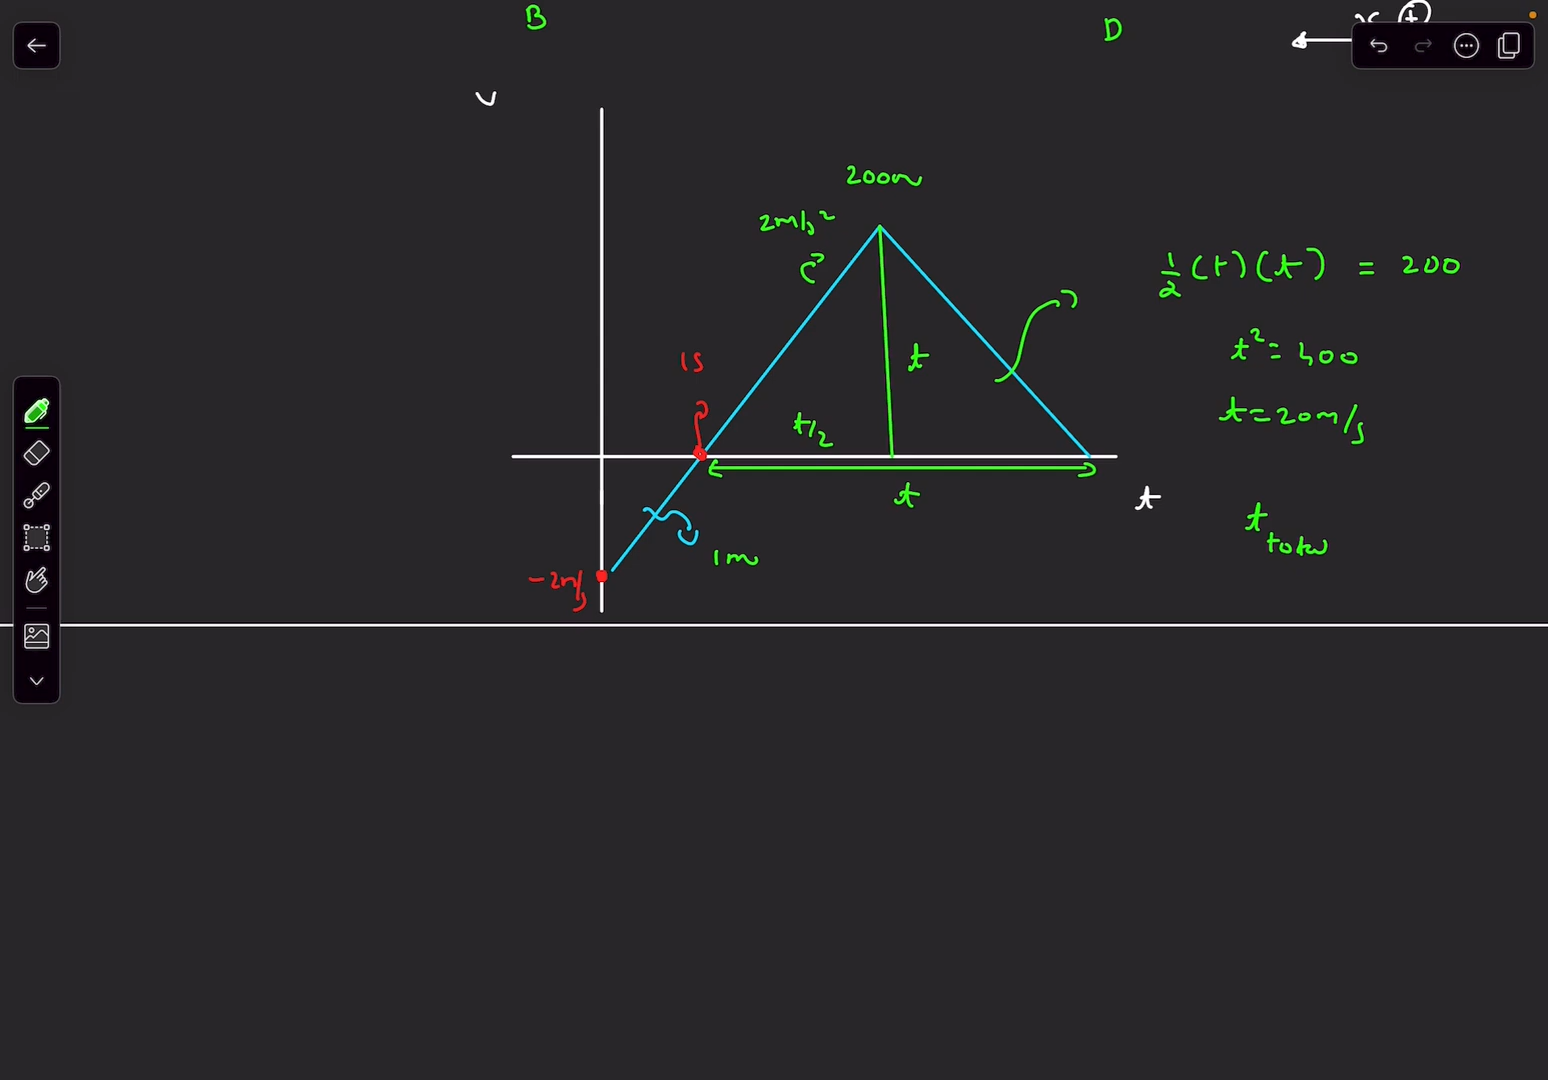 B
D
x +
v
200m
2m/s²
1/2 (t)(t) = 200
t
1s
t² = 400
t/2
t = 20m/s
t
t
t total
1m
-2m/s